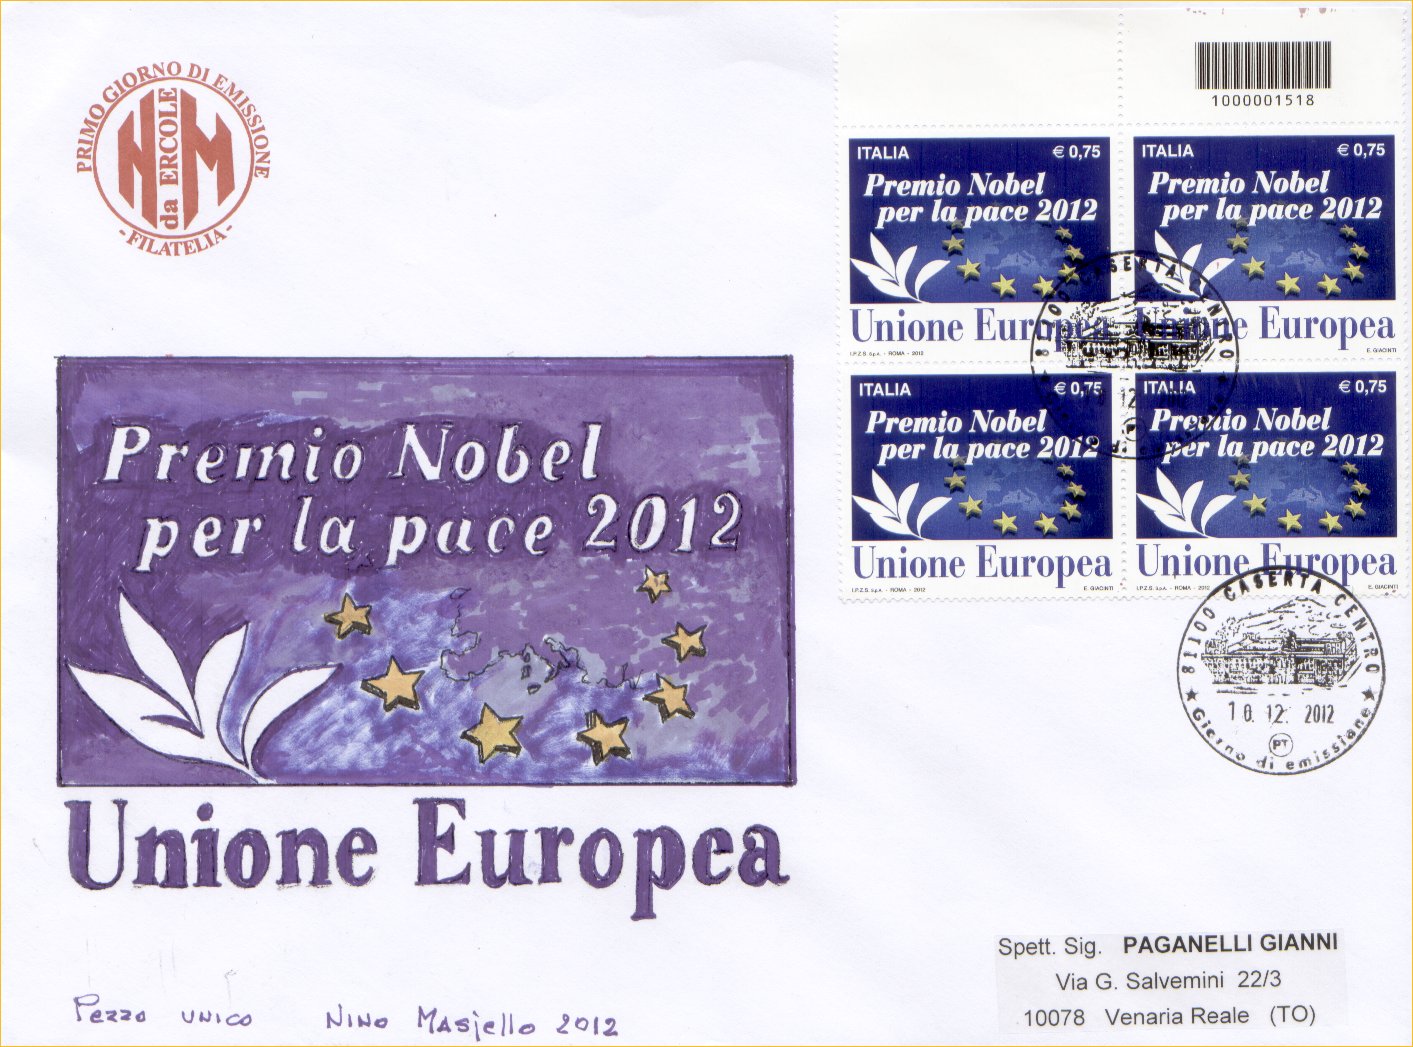 PRIMO GIORNO DI EMISSIONE
NM
da ERCOLE
- FILATELIA -
1000001518
ITALIA € 0,75
Premio Nobel
per la pace 2012
Unione Europea
I.P.Z.S. S.p.A. - ROMA - 2012
ITALIA € 0,75
Premio Nobel
per la pace 2012
Unione Europea
E. GIACINTI
81100 CASERTA CENTRO
ITALIA € 0,75
Premio Nobel
per la pace 2012
Unione Europea
I.P.Z.S. S.p.A. - ROMA - 2012
E. GIACINTI
ITALIA € 0,75
Premio Nobel
per la pace 2012
Unione Europea
I.P.Z.S. S.p.A. - ROMA - 2012
E. GIACINTI
Premio Nobel
per la pace 2012
Unione Europea
81100 CASERTA CENTRO
10. 12. 2012
PT
Giorno di emissione
Spett. Sig. PAGANELLI GIANNI
Via G. Salvemini 22/3
10078 Venaria Reale (TO)
Pezzo unico Nino Masiello 2012